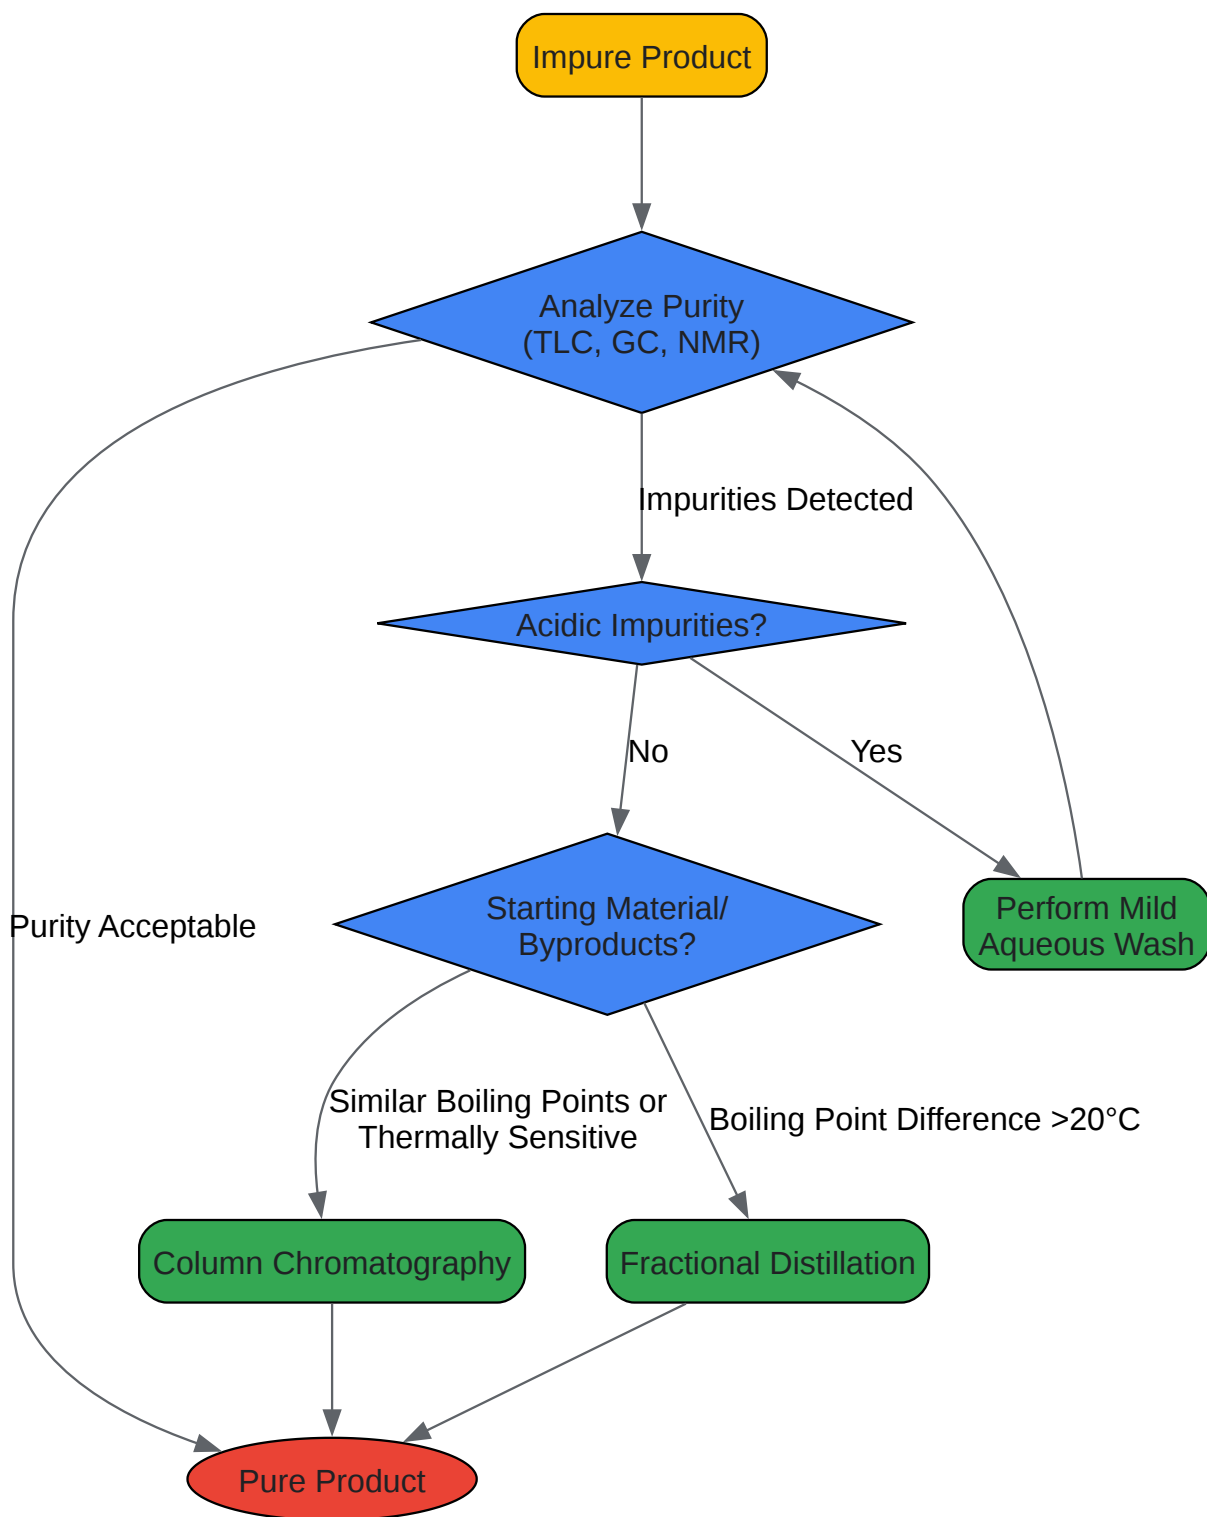 Impure Product
Analyze Purity
(TLC, GC, NMR)
Impurities Detected
Acidic Impurities?
No
Yes
Purity Acceptable
Starting Material/
Byproducts?
Perform Mild
Aqueous Wash
Similar Boiling Points or
Thermally Sensitive
Boiling Point Difference >20°C
Column Chromatography
Fractional Distillation
Pure Product